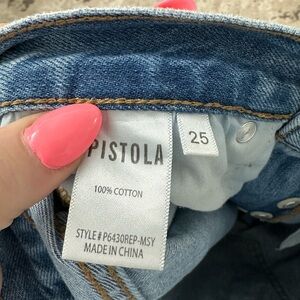 PISTOLA
25
100% COTTON
STYLE# P6430REP-MSY
MADE IN CHINA